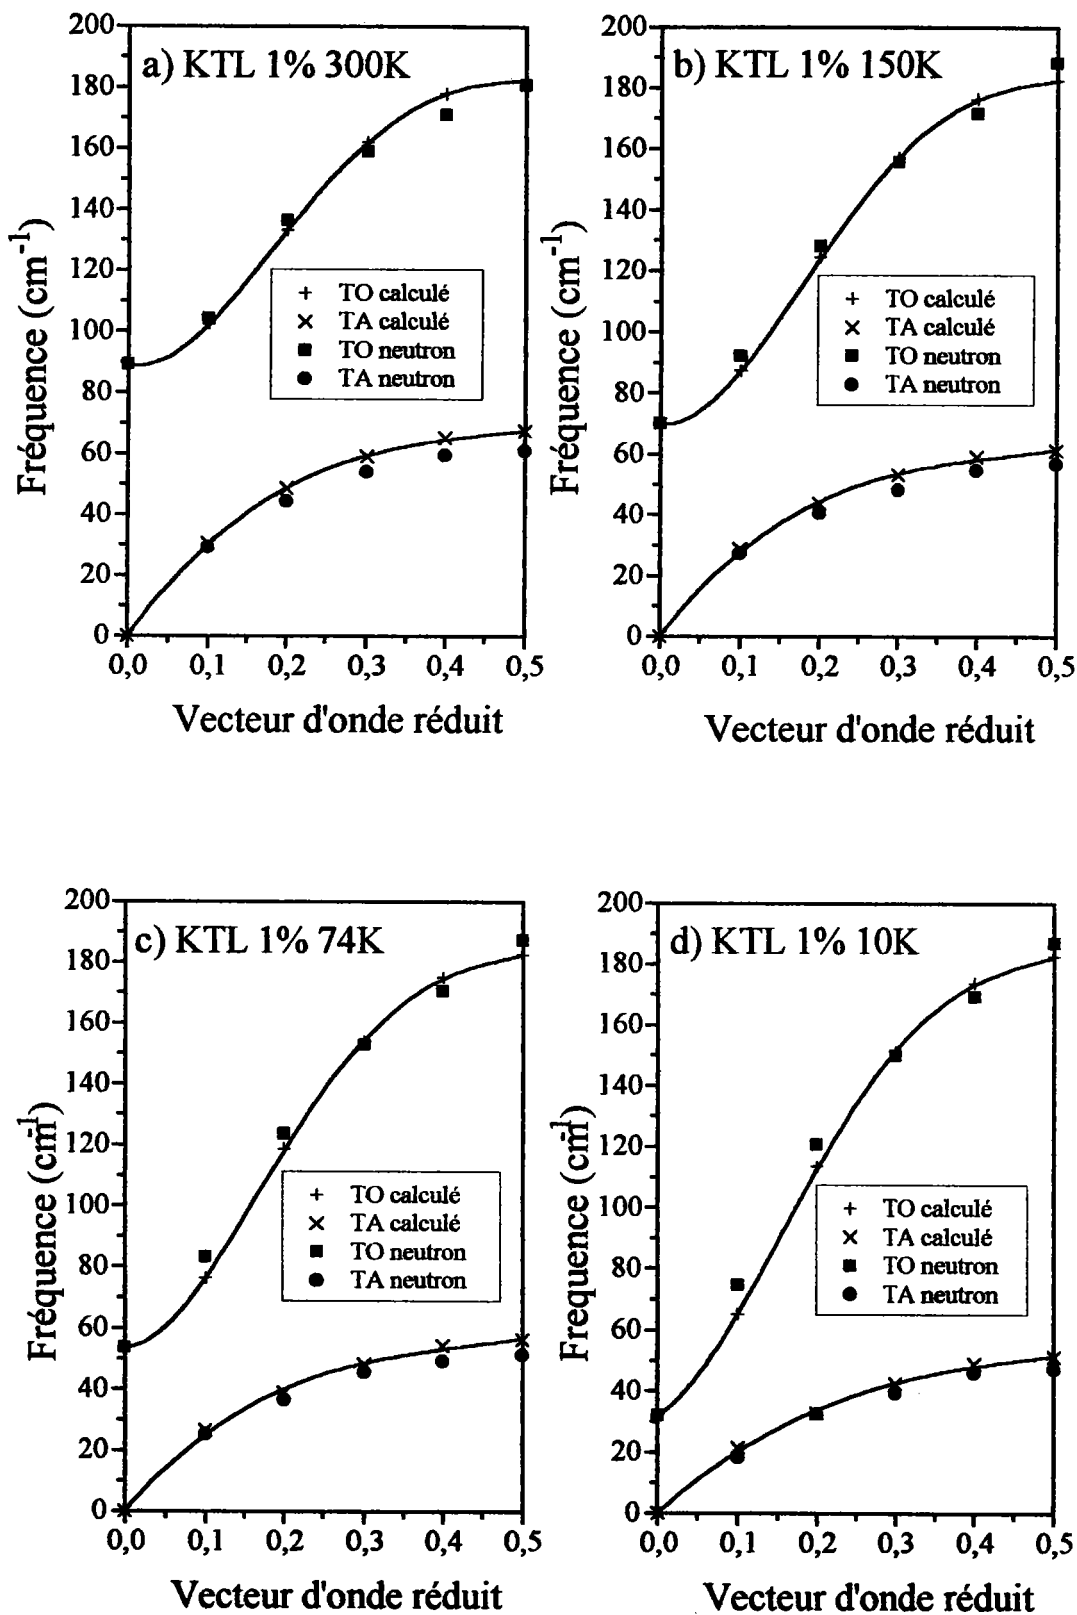 a) KTL 1% 300K
200
180
160
140
120
100
80
60
40
20
0
Fréquence (cm⁻¹)
TO calculé
TA calculé
TO neutron
TA neutron
0,0 0,1 0,2 0,3 0,4 0,5
Vecteur d'onde réduit
b) KTL 1% 150K
200
180
160
140
120
100
80
60
40
20
0
Fréquence (cm⁻¹)
TO calculé
TA calculé
TO neutron
TA neutron
0,0 0,1 0,2 0,3 0,4 0,5
Vecteur d'onde réduit
c) KTL 1% 74K
200
180
160
140
120
100
80
60
40
20
0
Fréquence (cm⁻¹)
TO calculé
TA calculé
TO neutron
TA neutron
0,0 0,1 0,2 0,3 0,4 0,5
Vecteur d'onde réduit
d) KTL 1% 10K
200
180
160
140
120
100
80
60
40
20
0
Fréquence (cm⁻¹)
TO calculé
TA calculé
TO neutron
TA neutron
0,0 0,1 0,2 0,3 0,4 0,5
Vecteur d'onde réduit